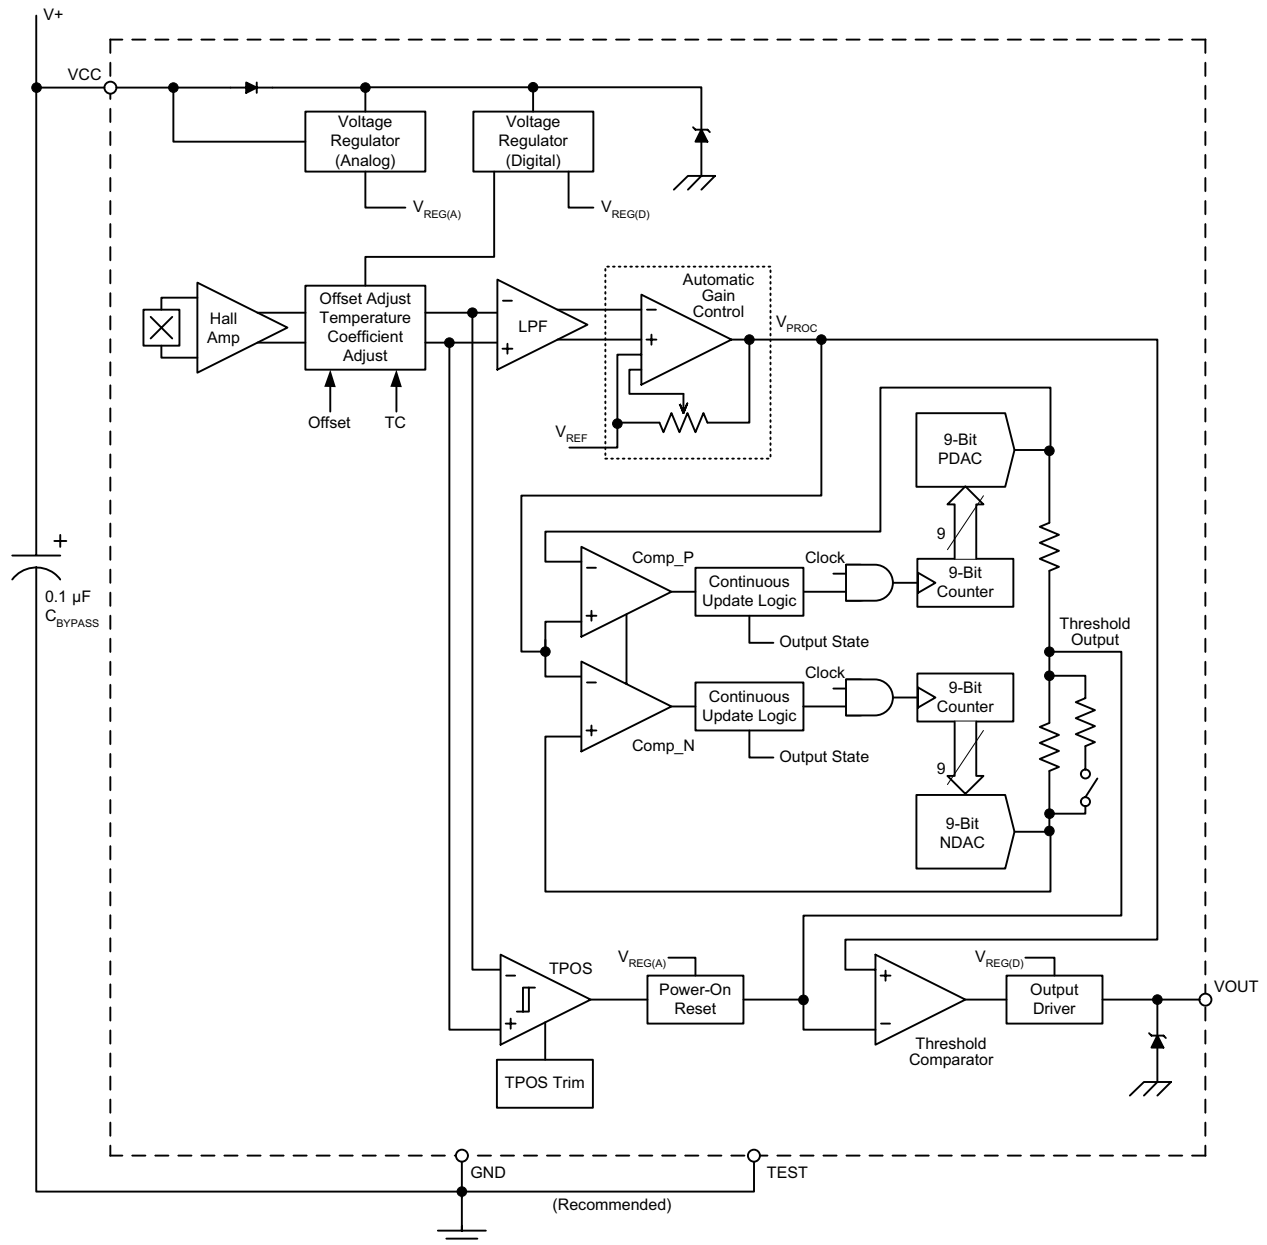 V+
VCC
Voltage
Regulator
(Analog)
Voltage
Regulator
(Digital)
VREG(A)
VREG(D)
Hall
Amp
Offset Adjust
Temperature
Coefficient
Adjust
Offset
TC
−
LPF
+
Automatic
Gain
Control
−
+
VPROC
VREF
9-Bit
PDAC
9
Comp_P
−
+
Continuous
Update Logic
Clock
9-Bit
Counter
Output State
Threshold
Output
−
+
Comp_N
Continuous
Update Logic
Clock
9-Bit
Counter
Output State
9
9-Bit
NDAC
+
0.1 µF
CBYPASS
TPOS
−
+
TPOS Trim
VREG(A)
Power-On
Reset
+
−
Threshold
Comparator
VREG(D)
Output
Driver
VOUT
GND
TEST
(Recommended)